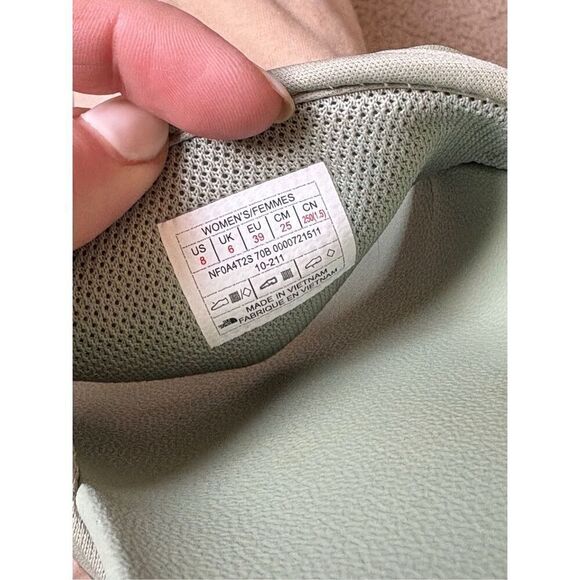 WOMEN'S/FEMMES
US UK EU CM CN
8 6 39 25 250(1.5)
NF0A4T2S 70B 0000721511
10-211
MADE IN VIETNAM
FABRIQUE EN VIETNAM